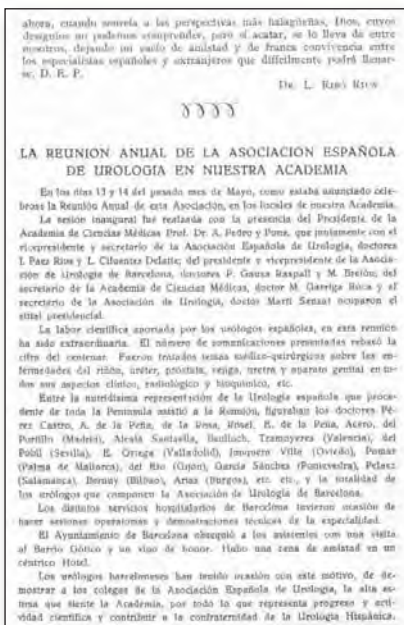 ahora, cuando sonreía a las perspectivas más halagüeñas, Dios, cuyos
designios no podemos comprender, pero sí acatar, se lo lleva de entre
nosotros, dejando un vacío de amistad y de franca convivencia entre
los especialistas españoles y extranjeros que difícilmente podrá llenar-
se. D. E. P.
Dr. L.
LA REUNION ANUAL DE LA ASOCIACION ESPAÑOLA
DE UROLOGIA EN NUESTRA ACADEMIA
En los días 13 y 14 del pasado mes de Mayo, como estaba anunciado cele-
brose la Reunión Anual de esta Asociación, en los locales de nuestra Academia.
La sesión inaugural fue realzada con la presencia del Presidente de la
Academia de Ciencias Médicas Prof. Dr. A. Pedro y Pons, que juntamente con el
vicepresidente y secretario de la Asociación Española de Urología, doctores
I. Paez Rios y L. Cifuentes Delatte; del presidente y vicepresidente de la Asocia-
ción de Urología de Barcelona, doctores P. Gausa Raspall y M. Bretón; del
secretario de la Academia de Ciencias Médicas, doctor M. Garriga Roca y el
secretario de la Asociación de Urología, doctor Martí Sensat ocuparon el
sitial presidencial.
La labor científica aportada por los urólogos españoles, en esta reunión
ha sido extraordinaria. El número de comunicaciones presentadas rebasó la
cifra del centenar. Fueron tratados temas médico-quirúrgicos sobre las en-
fermedades del riñón, uréter, próstata, vejiga, uretra y aparato genital en to-
dos sus aspectos clínico, radiológico y bioquímico, etc.
Entre la nutridísima representación de la Urología española que proce-
dente de toda la Península asistió a la Reunión, figuraban los doctores Pé-
rez Castro, A. de la Peña, de la Rosa, Rosel, E. de la Peña, Acero, del
Portillo (Madrid), Alcalá Santaella, Tramoyeres (Valencia), del
Pobil (Sevilla), E. Ortega (Valladolid), Junquera Villa (Oviedo), Pomar
(Palma de Mallorca), del Rio (Gijón), García Sánchez (Pontevedra), Pelaez
(Salamanca), Bernuy (Bilbao), Arias (Burgos), etc. etc., y la totalidad de
los urólogos que componen la Asociación de Urología de Barcelona.
Los distintos servicios hospitalarios de Barcelona tuvieron ocasión de
hacer sesiones operatorias y demostraciones técnicas de la especialidad.
El Ayuntamiento de Barcelona obsequió a los asistentes con una visita
al Barrio Gótico y un vino de honor. Hubo una cena de amistad en un
céntrico Hotel.
Los urólogos barceloneses han tenido ocasión con este motivo, de de-
mostrar a los colegas de la Asociación Española de Urología, la alta es-
tima que siente la Academia, por todo lo que representa progreso y acti-
vidad científica y contribuir a la confraternidad de la Urología Hispánica.